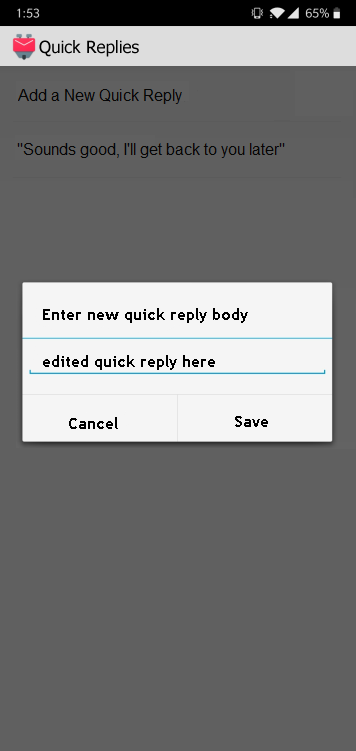 1:53
65%
Quick Replies
Add a New Quick Reply
"Sounds good, I'll get back to you later"
Enter new quick reply body
edited quick reply here
Cancel
Save